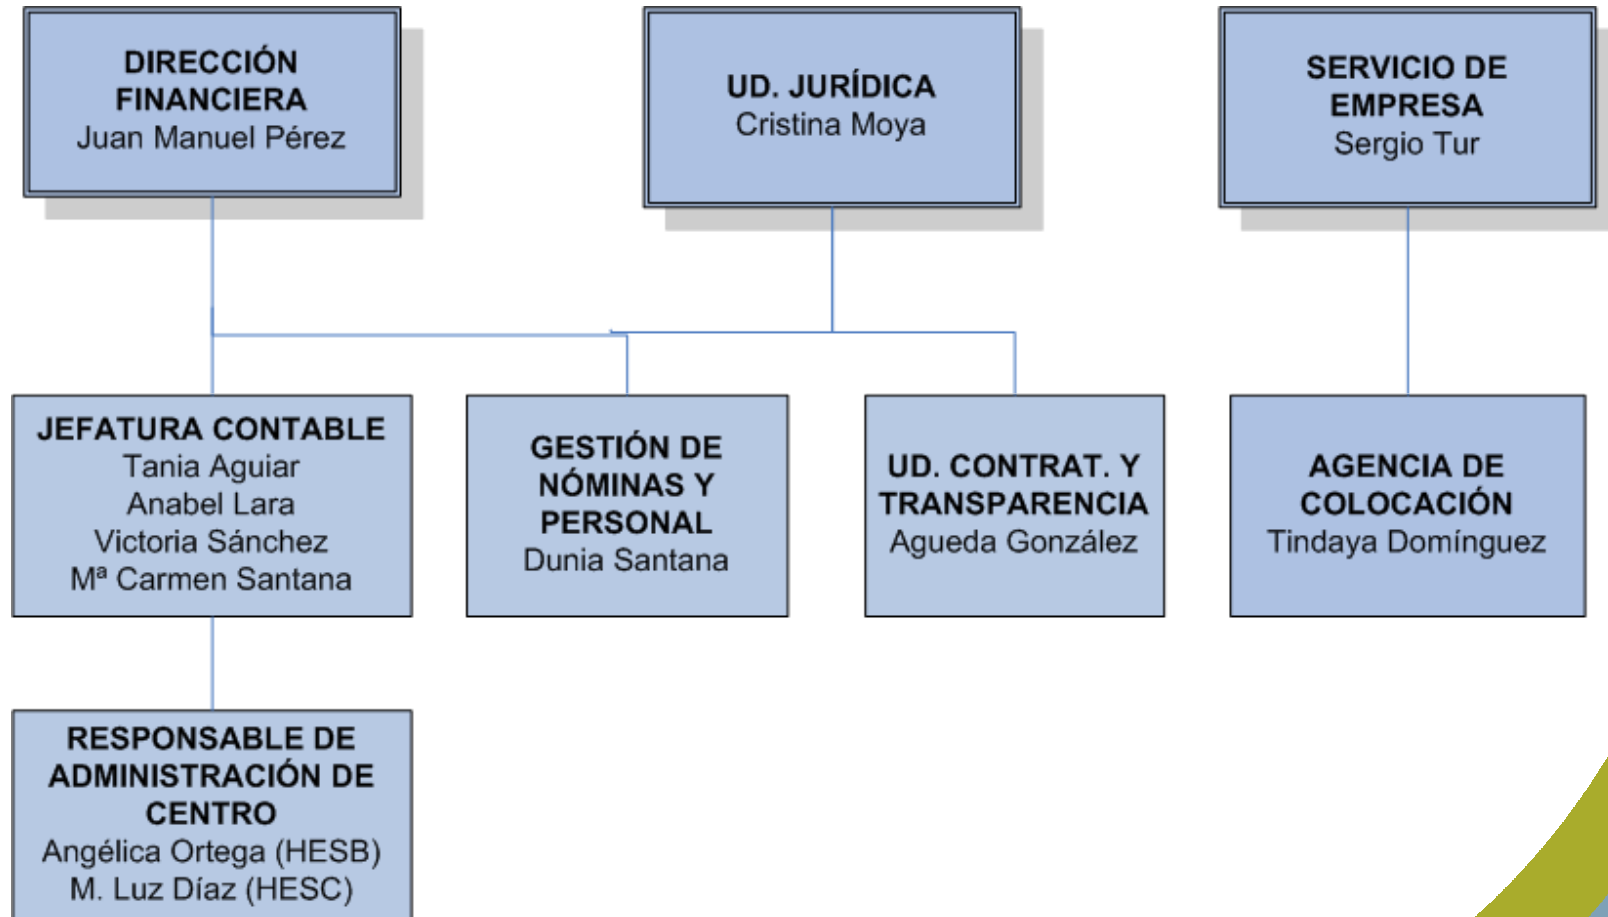 DIRECCIÓN
FINANCIERA
Juan Manuel Pérez
UD. JURÍDICA
Cristina Moya
SERVICIO DE
EMPRESA
Sergio Tur
JEFATURA CONTABLE
Tania Aguiar
Anabel Lara
Victoria Sánchez
Mª Carmen Santana
GESTIÓN DE
NÓMINAS Y
PERSONAL
Dunia Santana
UD. CONTRAT. Y
TRANSPARENCIA
Agueda González
AGENCIA DE
COLOCACIÓN
Tindaya Domínguez
RESPONSABLE DE
ADMINISTRACIÓN DE
CENTRO
Angélica Ortega (HESB)
M. Luz Díaz (HESC)